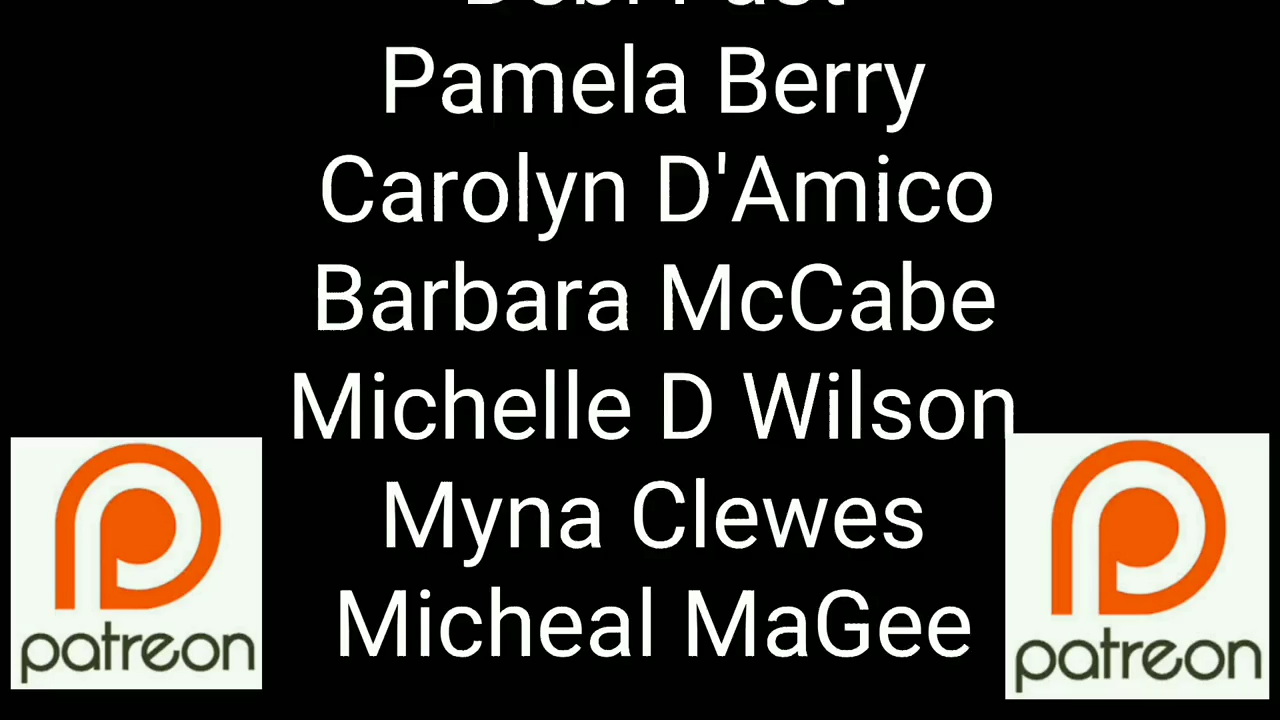 Pamela Berry
Carolyn D'Amico
Barbara McCabe
Michelle D Wilson
Myna Clewes
Micheal MaGee
patreon
patreon